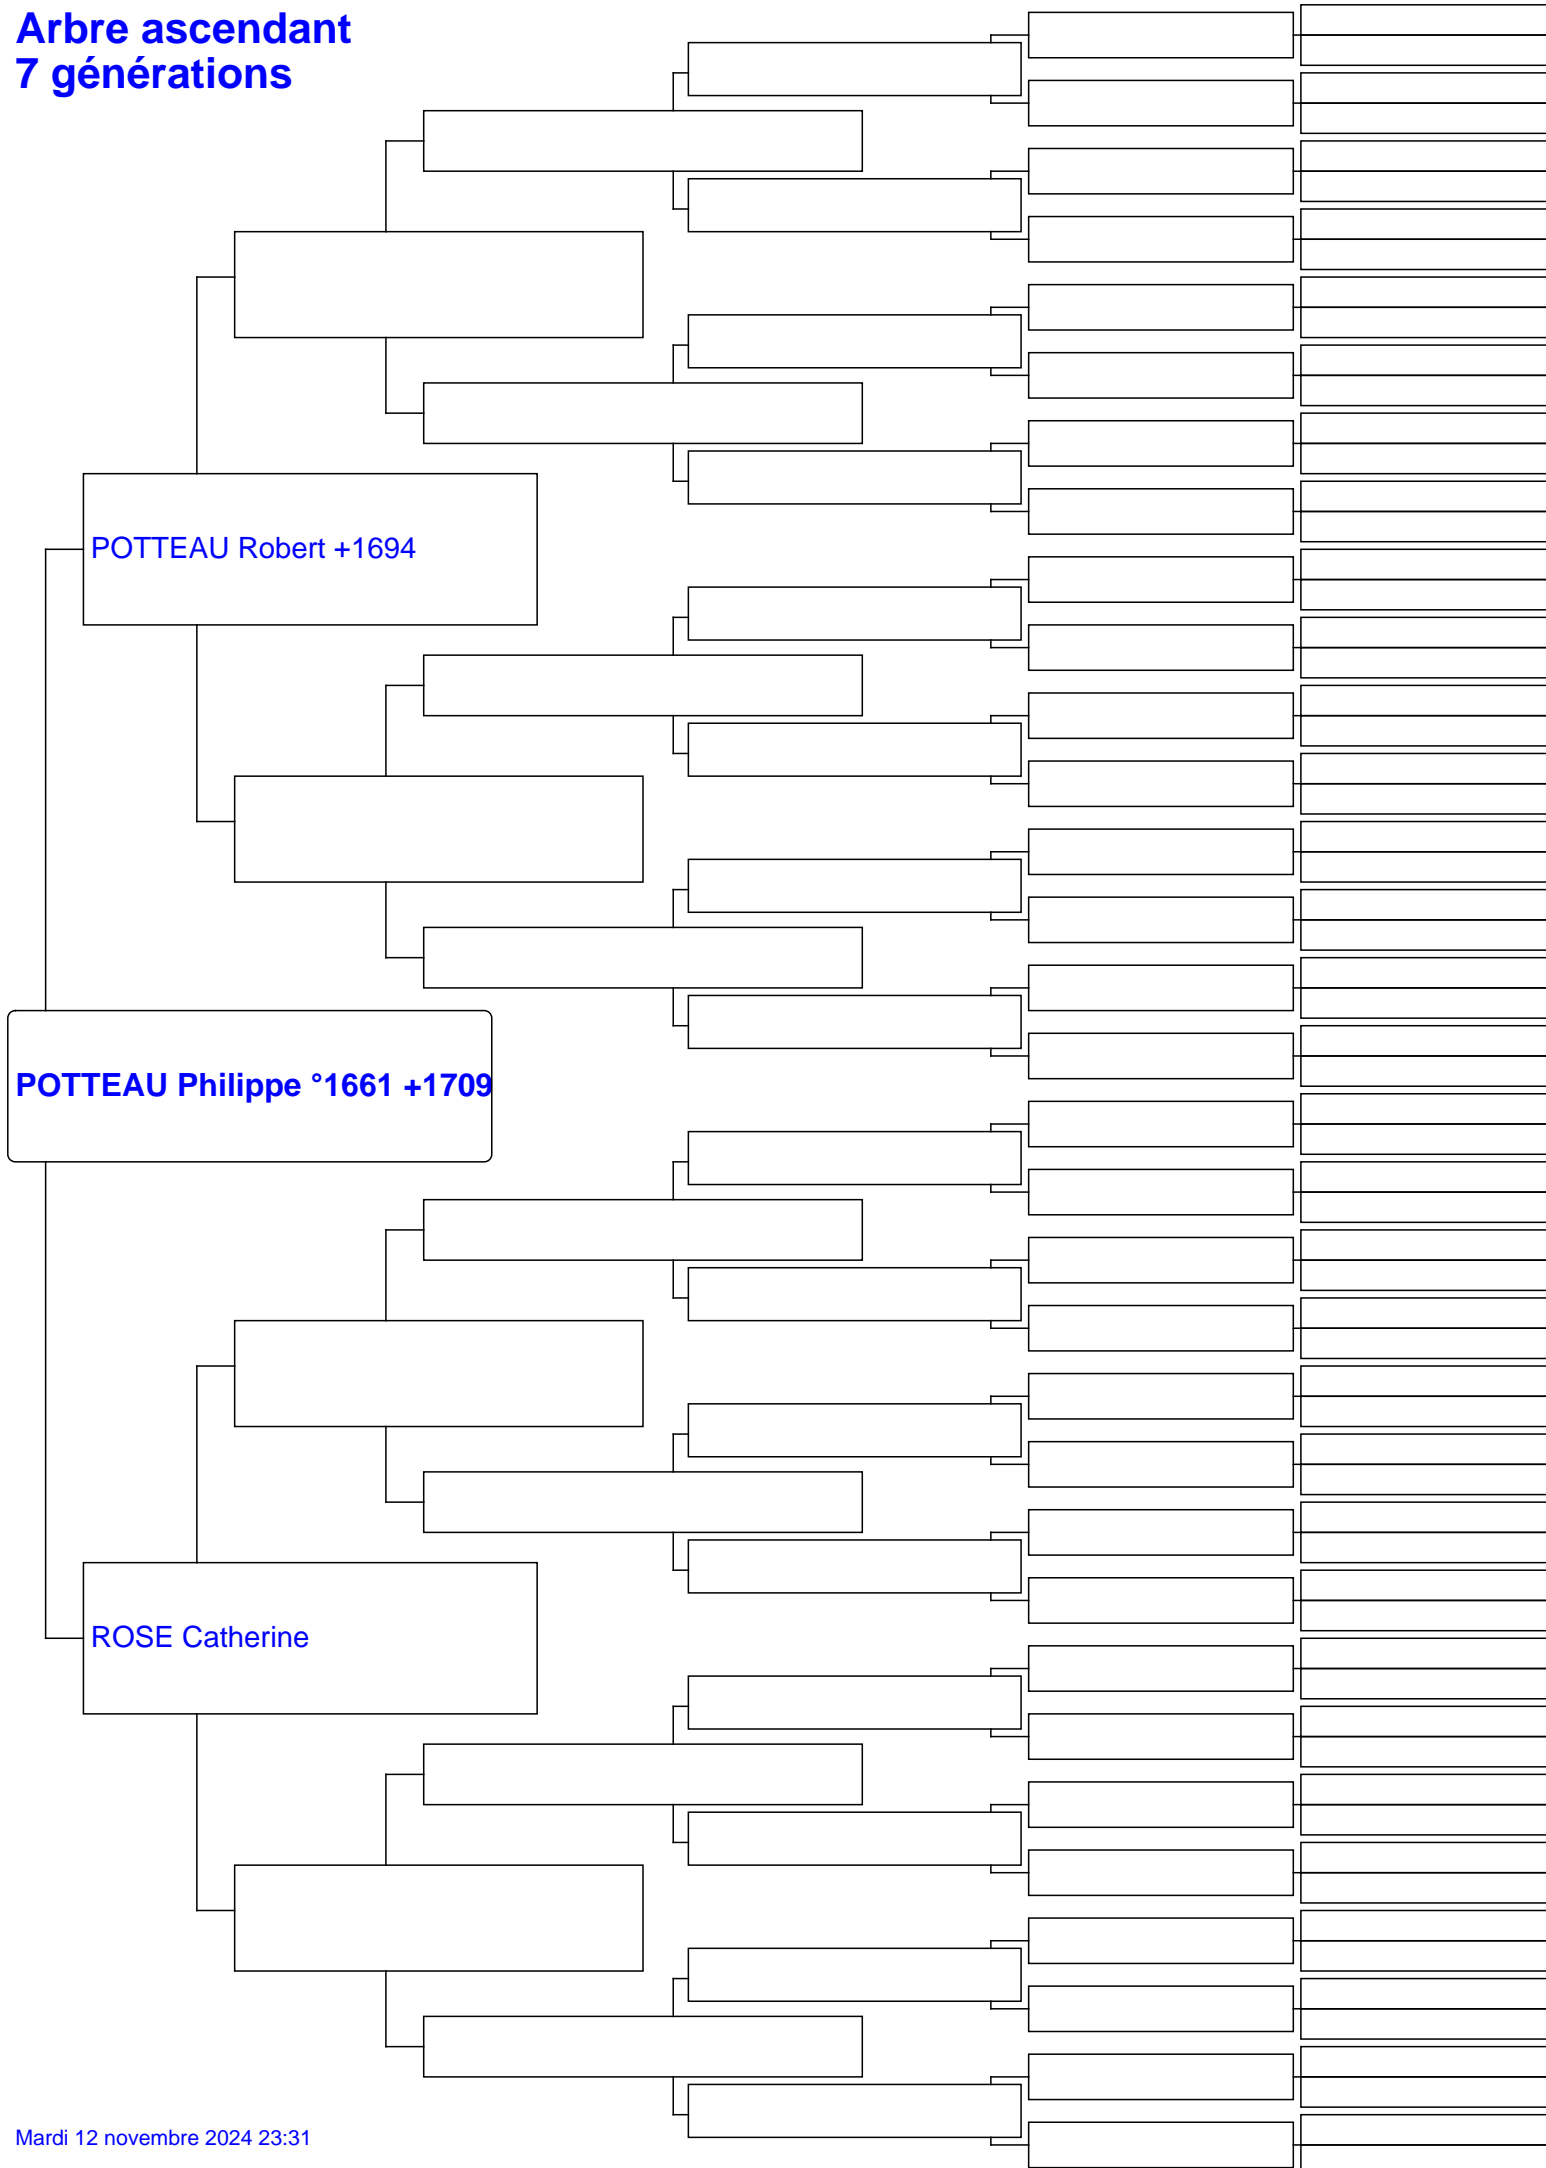 Arbre ascendant
7 générations
POTTEAU Robert +1694
POTTEAU Philippe °1661 +1709
ROSE Catherine
Mardi 12 novembre 2024 23:31